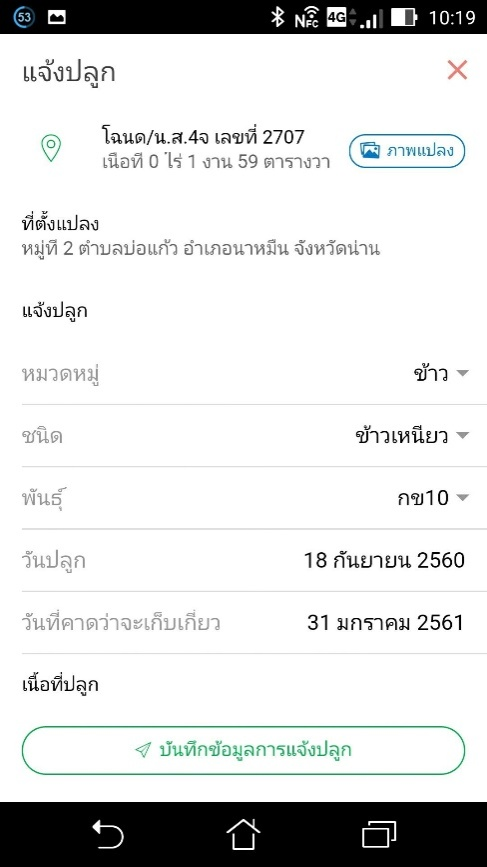 53 NFC 4G 10:19
แจ้งปลูก
โฉนด/น.ส.4จ เลขที่ 2707
เนื้อที่ 0 ไร่ 1 งาน 59 ตารางวา
ภาพแปลง
ที่ตั้งแปลง
หมู่ที่ 2 ตำบลบ่อแก้ว อำเภอนาหมื่น จังหวัดน่าน
แจ้งปลูก
หมวดหมู่ ข้าว
ชนิด ข้าวเหนียว
พันธุ์ กข10
วันปลูก 18 กันยายน 2560
วันที่คาดว่าจะเก็บเกี่ยว 31 มกราคม 2561
เนื้อที่ปลูก
บันทึกข้อมูลการแจ้งปลูก